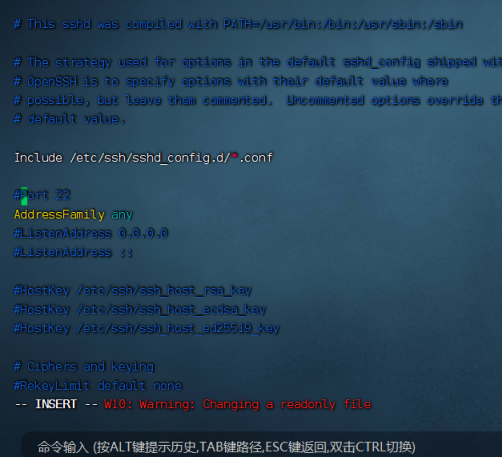 # This sshd was compiled with PATH=/usr/bin:/bin:/usr/sbin:/sbin
# The strategy used for options in the default sshd_config shipped wit
# OpenSSH is to specify options with their default value where
# possible, but leave them commented.  Uncommented options override th
# default value.
Include /etc/ssh/sshd_config.d/*.conf
#Port 22
AddressFamily any
#ListenAddress 0.0.0.0
#ListenAddress ::
#HostKey /etc/ssh/ssh_host_rsa_key
#HostKey /etc/ssh/ssh_host_ecdsa_key
#HostKey /etc/ssh/ssh_host_ed25519_key
# Ciphers and keying
#RekeyLimit default none
-- INSERT -- W10: Warning: Changing a readonly file
命令输入 (按ALT键提示历史,TAB键路径,ESC键返回,双击CTRL切换)